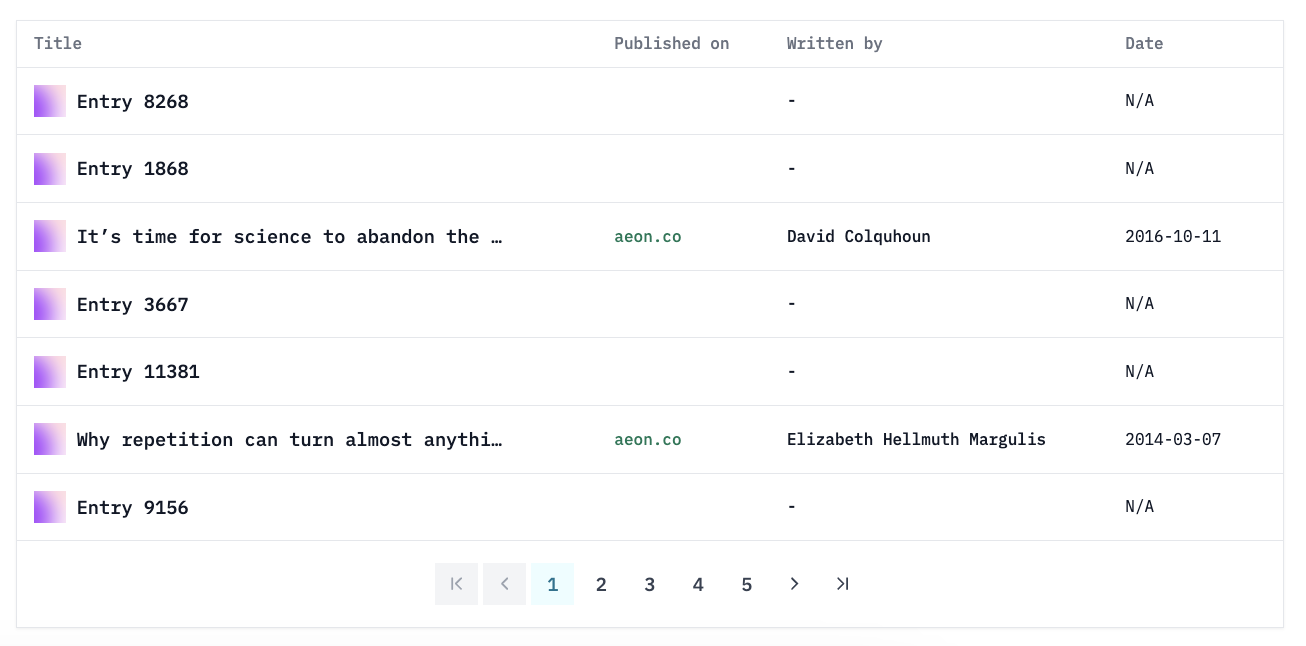 Title Published on Written by Date
Entry 8268 - N/A
Entry 1868 - N/A
It’s time for science to abandon the … aeon.co David Colquhoun 2016-10-11
Entry 3667 - N/A
Entry 11381 - N/A
Why repetition can turn almost anythi… aeon.co Elizabeth Hellmuth Margulis 2014-03-07
Entry 9156 - N/A
1 2 3 4 5